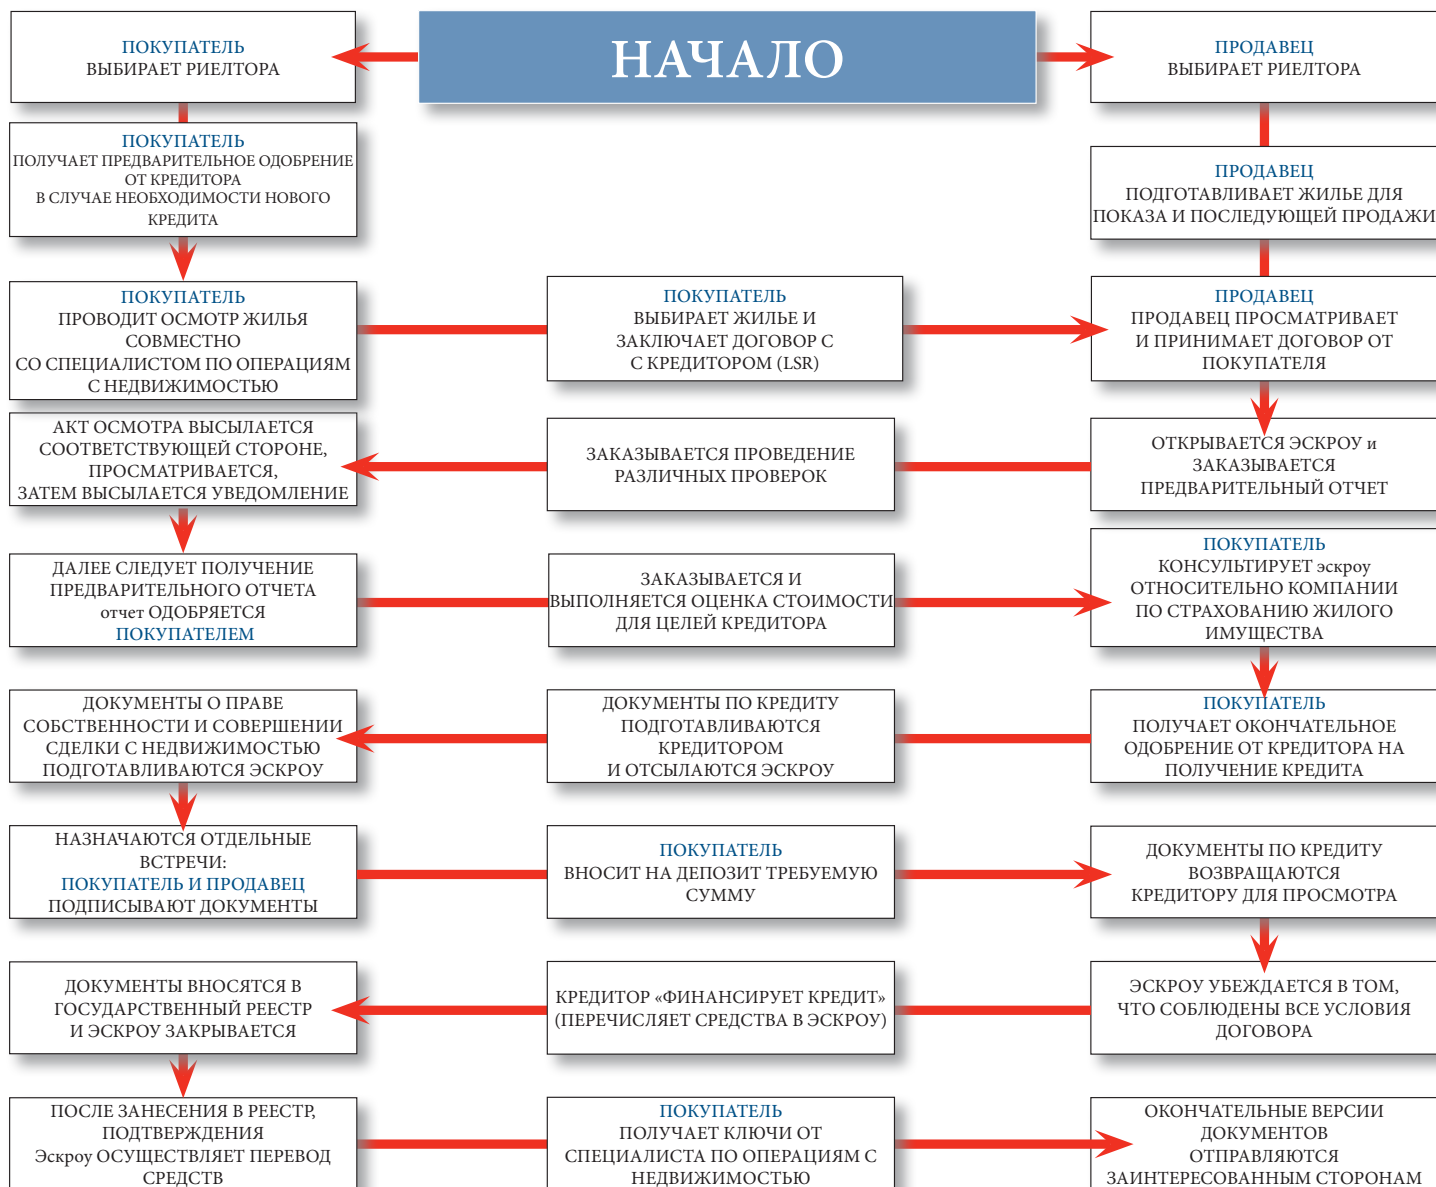 НАЧАЛО
ПОКУПАТЕЛЬ
ВЫБИРАЕТ РИЕЛТОРА
ПРОДАВЕЦ
ВЫБИРАЕТ РИЕЛТОРА
ПОКУПАТЕЛЬ
ПОЛУЧАЕТ ПРЕДВАРИТЕЛЬНОЕ ОДОБРЕНИЕ
ОТ КРЕДИТОРА
В СЛУЧАЕ НЕОБХОДИМОСТИ НОВОГО
КРЕДИТА
ПРОДАВЕЦ
ПОДГОТАВЛИВАЕТ ЖИЛЬЕ ДЛЯ
ПОКАЗА И ПОСЛЕДУЮЩЕЙ ПРОДАЖИ
ПОКУПАТЕЛЬ
ПРОВОДИТ ОСМОТР ЖИЛЬЯ
СОВМЕСТНО
СО СПЕЦИАЛИСТОМ ПО ОПЕРАЦИЯМ
С НЕДВИЖИМОСТЬЮ
ПОКУПАТЕЛЬ
ВЫБИРАЕТ ЖИЛЬЕ И
ЗАКЛЮЧАЕТ ДОГОВОР С
С КРЕДИТОРОМ (LSR)
ПРОДАВЕЦ
ПРОДАВЕЦ ПРОСМАТРИВАЕТ
И ПРИНИМАЕТ ДОГОВОР ОТ
ПОКУПАТЕЛЯ
АКТ ОСМОТРА ВЫСЫЛАЕТСЯ
СООТВЕТСТВУЮЩЕЙ СТОРОНЕ,
ПРОСМАТРИВАЕТСЯ,
ЗАТЕМ ВЫСЫЛАЕТСЯ УВЕДОМЛЕНИЕ
ЗАКАЗЫВАЕТСЯ ПРОВЕДЕНИЕ
РАЗЛИЧНЫХ ПРОВЕРОК
ОТКРЫВАЕТСЯ ЭСКРОУ и
ЗАКАЗЫВАЕТСЯ
ПРЕДВАРИТЕЛЬНЫЙ ОТЧЕТ
ДАЛЕЕ СЛЕДУЕТ ПОЛУЧЕНИЕ
ПРЕДВАРИТЕЛЬНОГО ОТЧЕТА
отчет ОДОБРЯЕТСЯ
ПОКУПАТЕЛЕМ
ЗАКАЗЫВАЕТСЯ И
ВЫПОЛНЯЕТСЯ ОЦЕНКА СТОИМОСТИ
ДЛЯ ЦЕЛЕЙ КРЕДИТОРА
ПОКУПАТЕЛЬ
КОНСУЛЬТИРУЕТ эскроу
ОТНОСИТЕЛЬНО КОМПАНИИ
ПО СТРАХОВАНИЮ ЖИЛОГО
ИМУЩЕСТВА
ДОКУМЕНТЫ О ПРАВЕ
СОБСТВЕННОСТИ И СОВЕРШЕНИИ
СДЕЛКИ С НЕДВИЖИМОСТЬЮ
ПОДГОТАВЛИВАЮТСЯ ЭСКРОУ
ДОКУМЕНТЫ ПО КРЕДИТУ
ПОДГОТАВЛИВАЮТСЯ
КРЕДИТОРОМ
И ОТСЫЛАЮТСЯ ЭСКРОУ
ПОКУПАТЕЛЬ
ПОЛУЧАЕТ ОКОНЧАТЕЛЬНОЕ
ОДОБРЕНИЕ ОТ КРЕДИТОРА НА
ПОЛУЧЕНИЕ КРЕДИТА
НАЗНАЧАЮТСЯ ОТДЕЛЬНЫЕ
ВСТРЕЧИ:
ПОКУПАТЕЛЬ И ПРОДАВЕЦ
ПОДПИСЫВАЮТ ДОКУМЕНТЫ
ПОКУПАТЕЛЬ
ВНОСИТ НА ДЕПОЗИТ ТРЕБУЕМУЮ
СУММУ
ДОКУМЕНТЫ ПО КРЕДИТУ
ВОЗВРАЩАЮТСЯ
КРЕДИТОРУ ДЛЯ ПРОСМОТРА
ДОКУМЕНТЫ ВНОСЯТСЯ В
ГОСУДАРСТВЕННЫЙ РЕЕСТР
И ЭСКРОУ ЗАКРЫВАЕТСЯ
КРЕДИТОР «ФИНАНСИРУЕТ КРЕДИТ»
(ПЕРЕЧИСЛЯЕТ СРЕДСТВА В ЭСКРОУ)
ЭСКРОУ УБЕЖДАЕТСЯ В ТОМ,
ЧТО СОБЛЮДЕНЫ ВСЕ УСЛОВИЯ
ДОГОВОРА
ПОСЛЕ ЗАНЕСЕНИЯ В РЕЕСТР,
ПОДТВЕРЖДЕНИЯ
Эскроу ОСУЩЕСТВЛЯЕТ ПЕРЕВОД
СРЕДСТВ
ПОКУПАТЕЛЬ
ПОЛУЧАЕТ КЛЮЧИ ОТ
СПЕЦИАЛИСТА ПО ОПЕРАЦИЯМ С
НЕДВИЖИМОСТЬЮ
ОКОНЧАТЕЛЬНЫЕ ВЕРСИИ
ДОКУМЕНТОВ
ОТПРАВЛЯЮТСЯ
ЗАИНТЕРЕСОВАННЫМ СТОРОНАМ